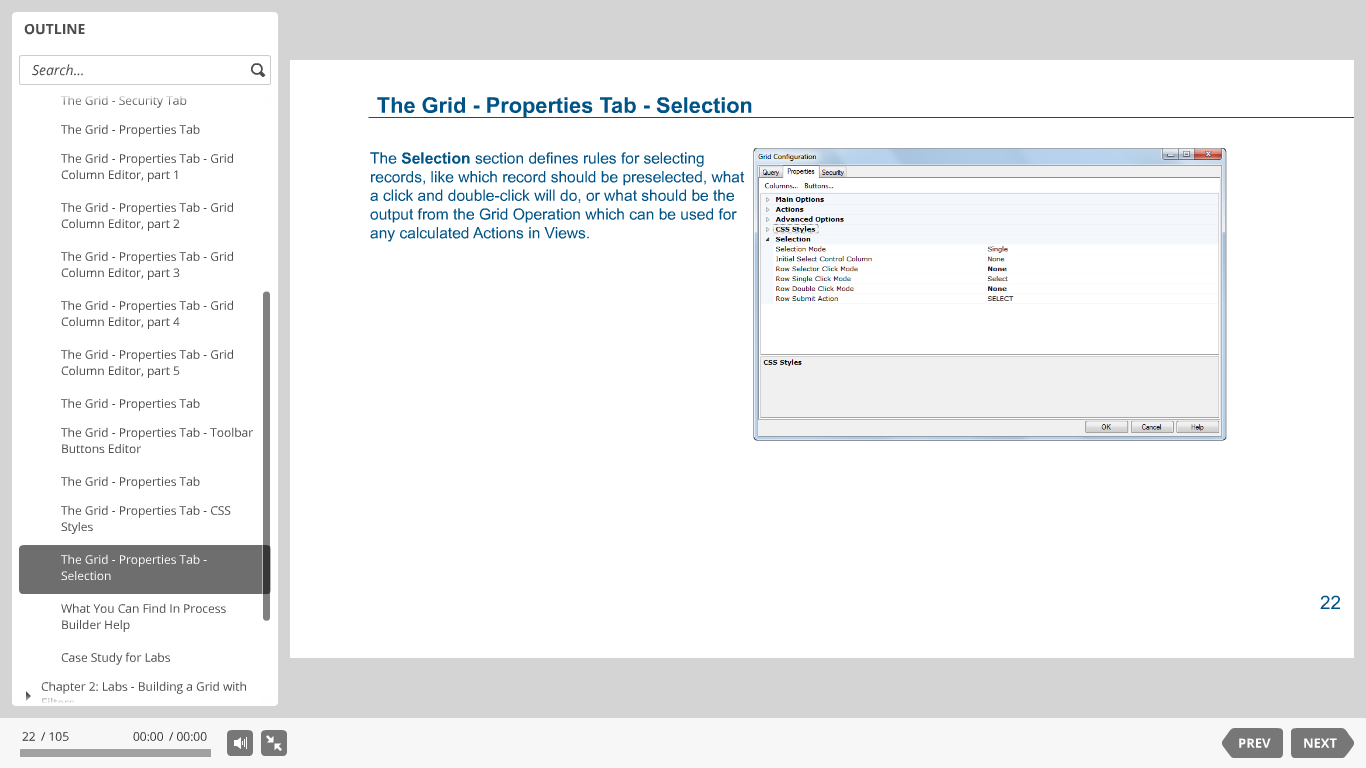 OUTLINE
Search...
The Grid - Security Tab
The Grid - Properties Tab
The Grid - Properties Tab - Grid
Column Editor, part 1
The Grid - Properties Tab - Grid
Column Editor, part 2
The Grid - Properties Tab - Grid
Column Editor, part 3
The Grid - Properties Tab - Grid
Column Editor, part 4
The Grid - Properties Tab - Grid
Column Editor, part 5
The Grid - Properties Tab
The Grid - Properties Tab - Toolbar
Buttons Editor
The Grid - Properties Tab
The Grid - Properties Tab - CSS
Styles
The Grid - Properties Tab -
Selection
What You Can Find In Process
Builder Help
Case Study for Labs
Chapter 2: Labs - Building a Grid with
Filters
The Grid - Properties Tab - Selection
The Selection section defines rules for selecting
records, like which record should be preselected, what
a click and double-click will do, or what should be the
output from the Grid Operation which can be used for
any calculated Actions in Views.
Grid Configuration
Query Properties Security
Columns... Buttons...
Main Options
Actions
Advanced Options
CSS Styles
Selection
Selection Mode Single
Initial Select Control Column None
Row Selector Click Mode None
Row Single Click Mode Select
Row Double Click Mode None
Row Submit Action SELECT
CSS Styles
OK Cancel Help
22
22 / 105 00:00 / 00:00
PREV NEXT